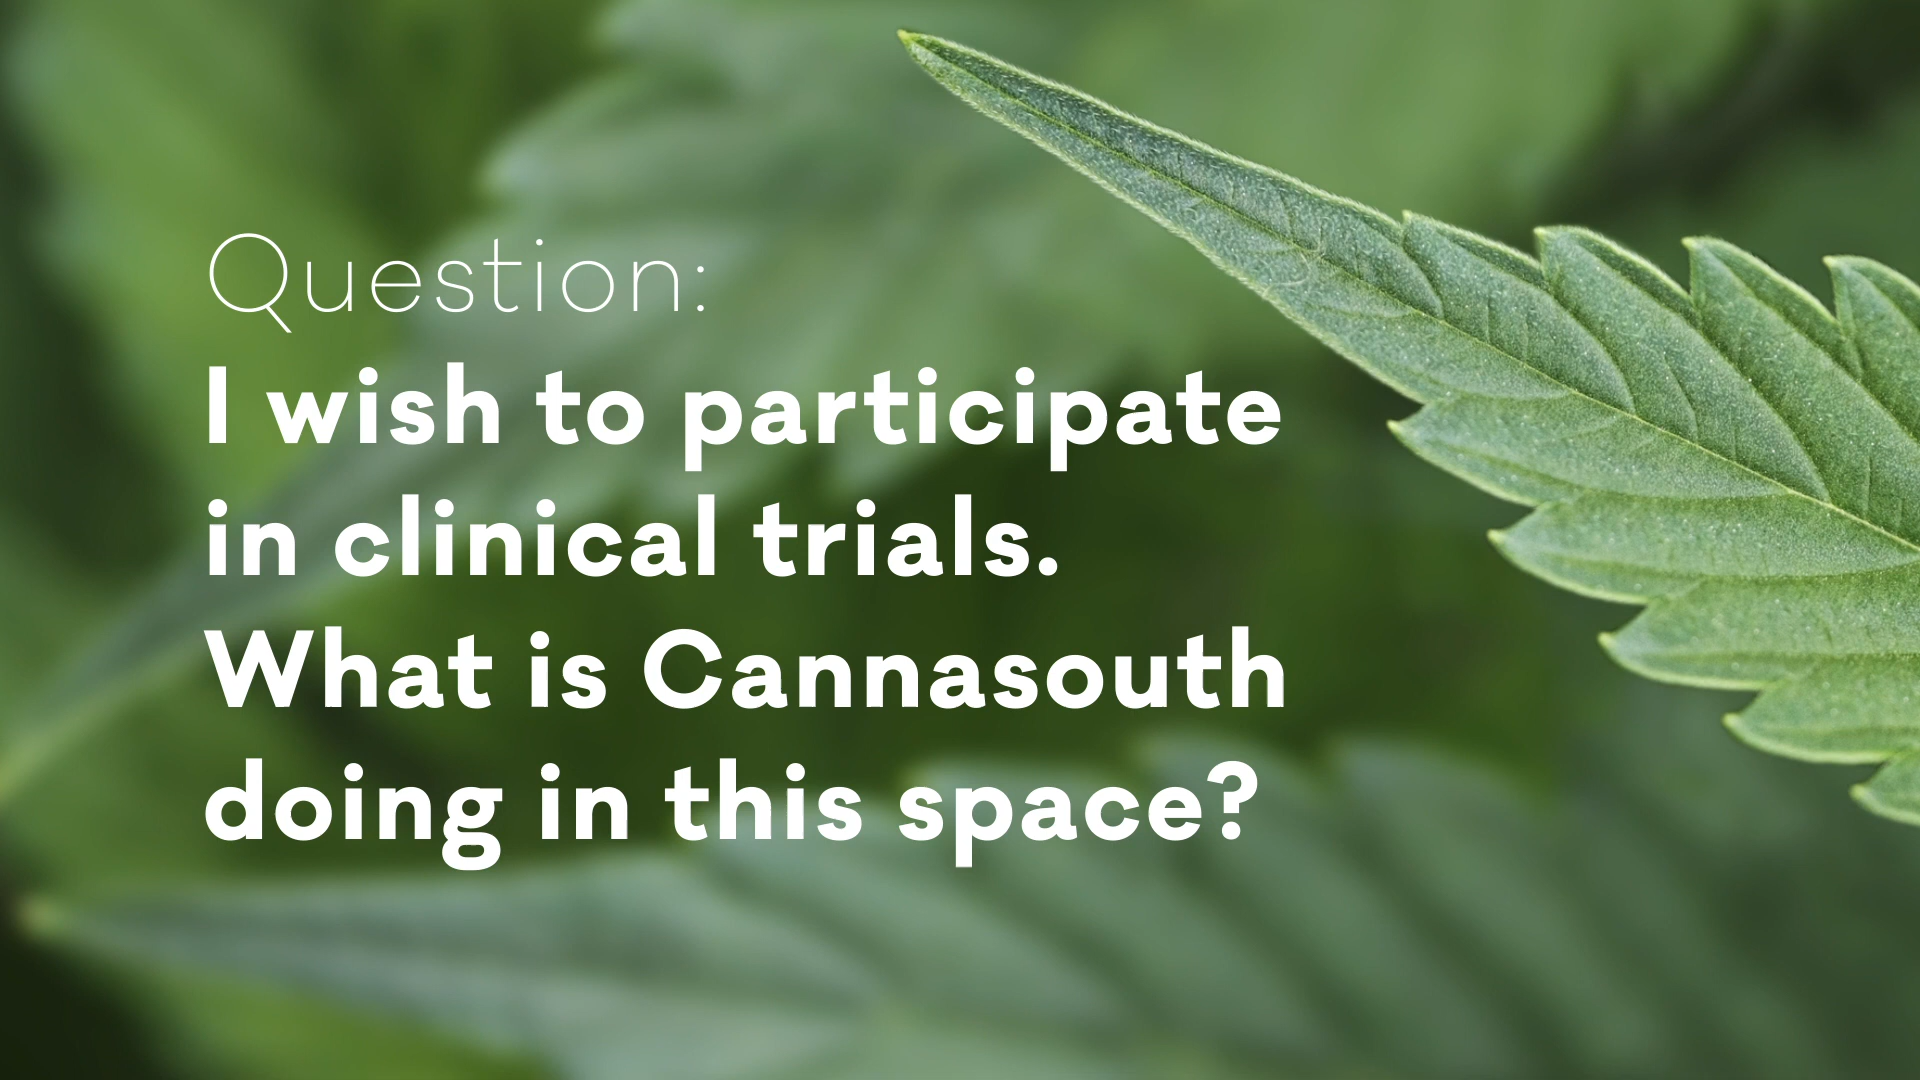 Question:
I wish to participate
in clinical trials.
What is Cannasouth
doing in this space?